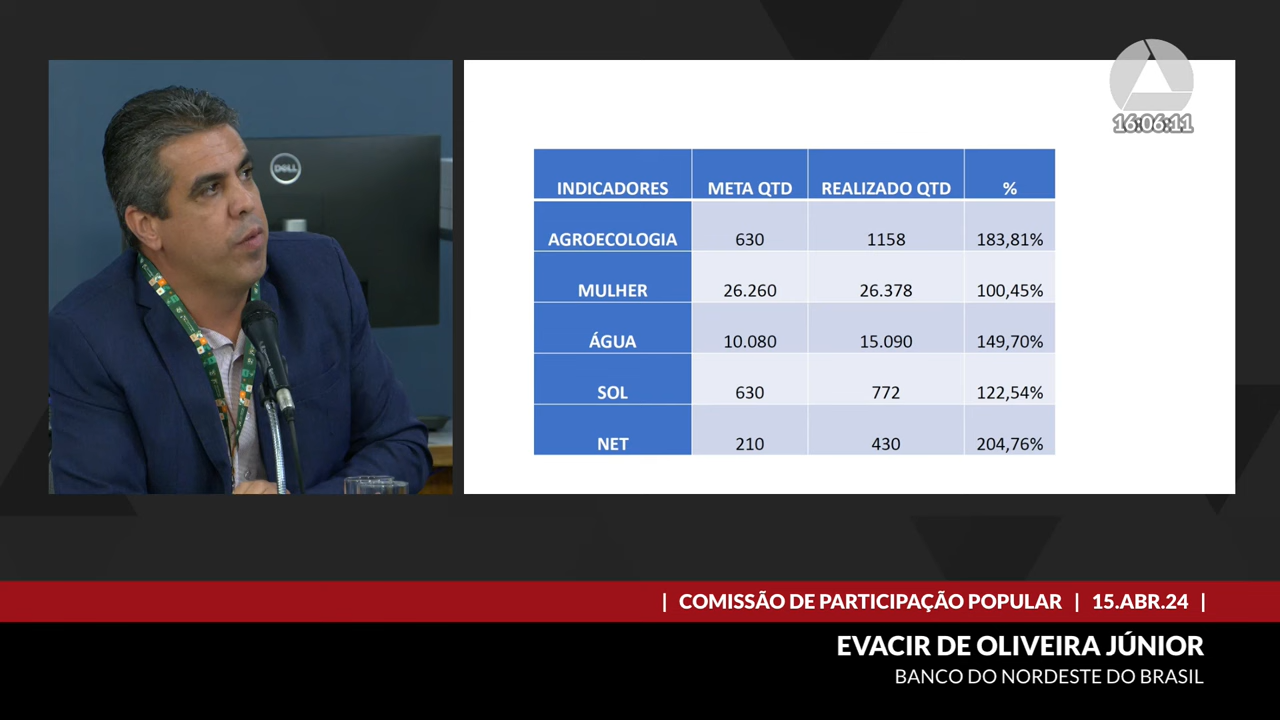 16:06:11
DELL
INDICADORES META QTD REALIZADO QTD %
AGROECOLOGIA 630 1158 183,81%
MULHER 26.260 26.378 100,45%
ÁGUA 10.080 15.090 149,70%
SOL 630 772 122,54%
NET 210 430 204,76%
| COMISSÃO DE PARTICIPAÇÃO POPULAR | 15.ABR.24 |
EVACIR DE OLIVEIRA JÚNIOR
BANCO DO NORDESTE DO BRASIL